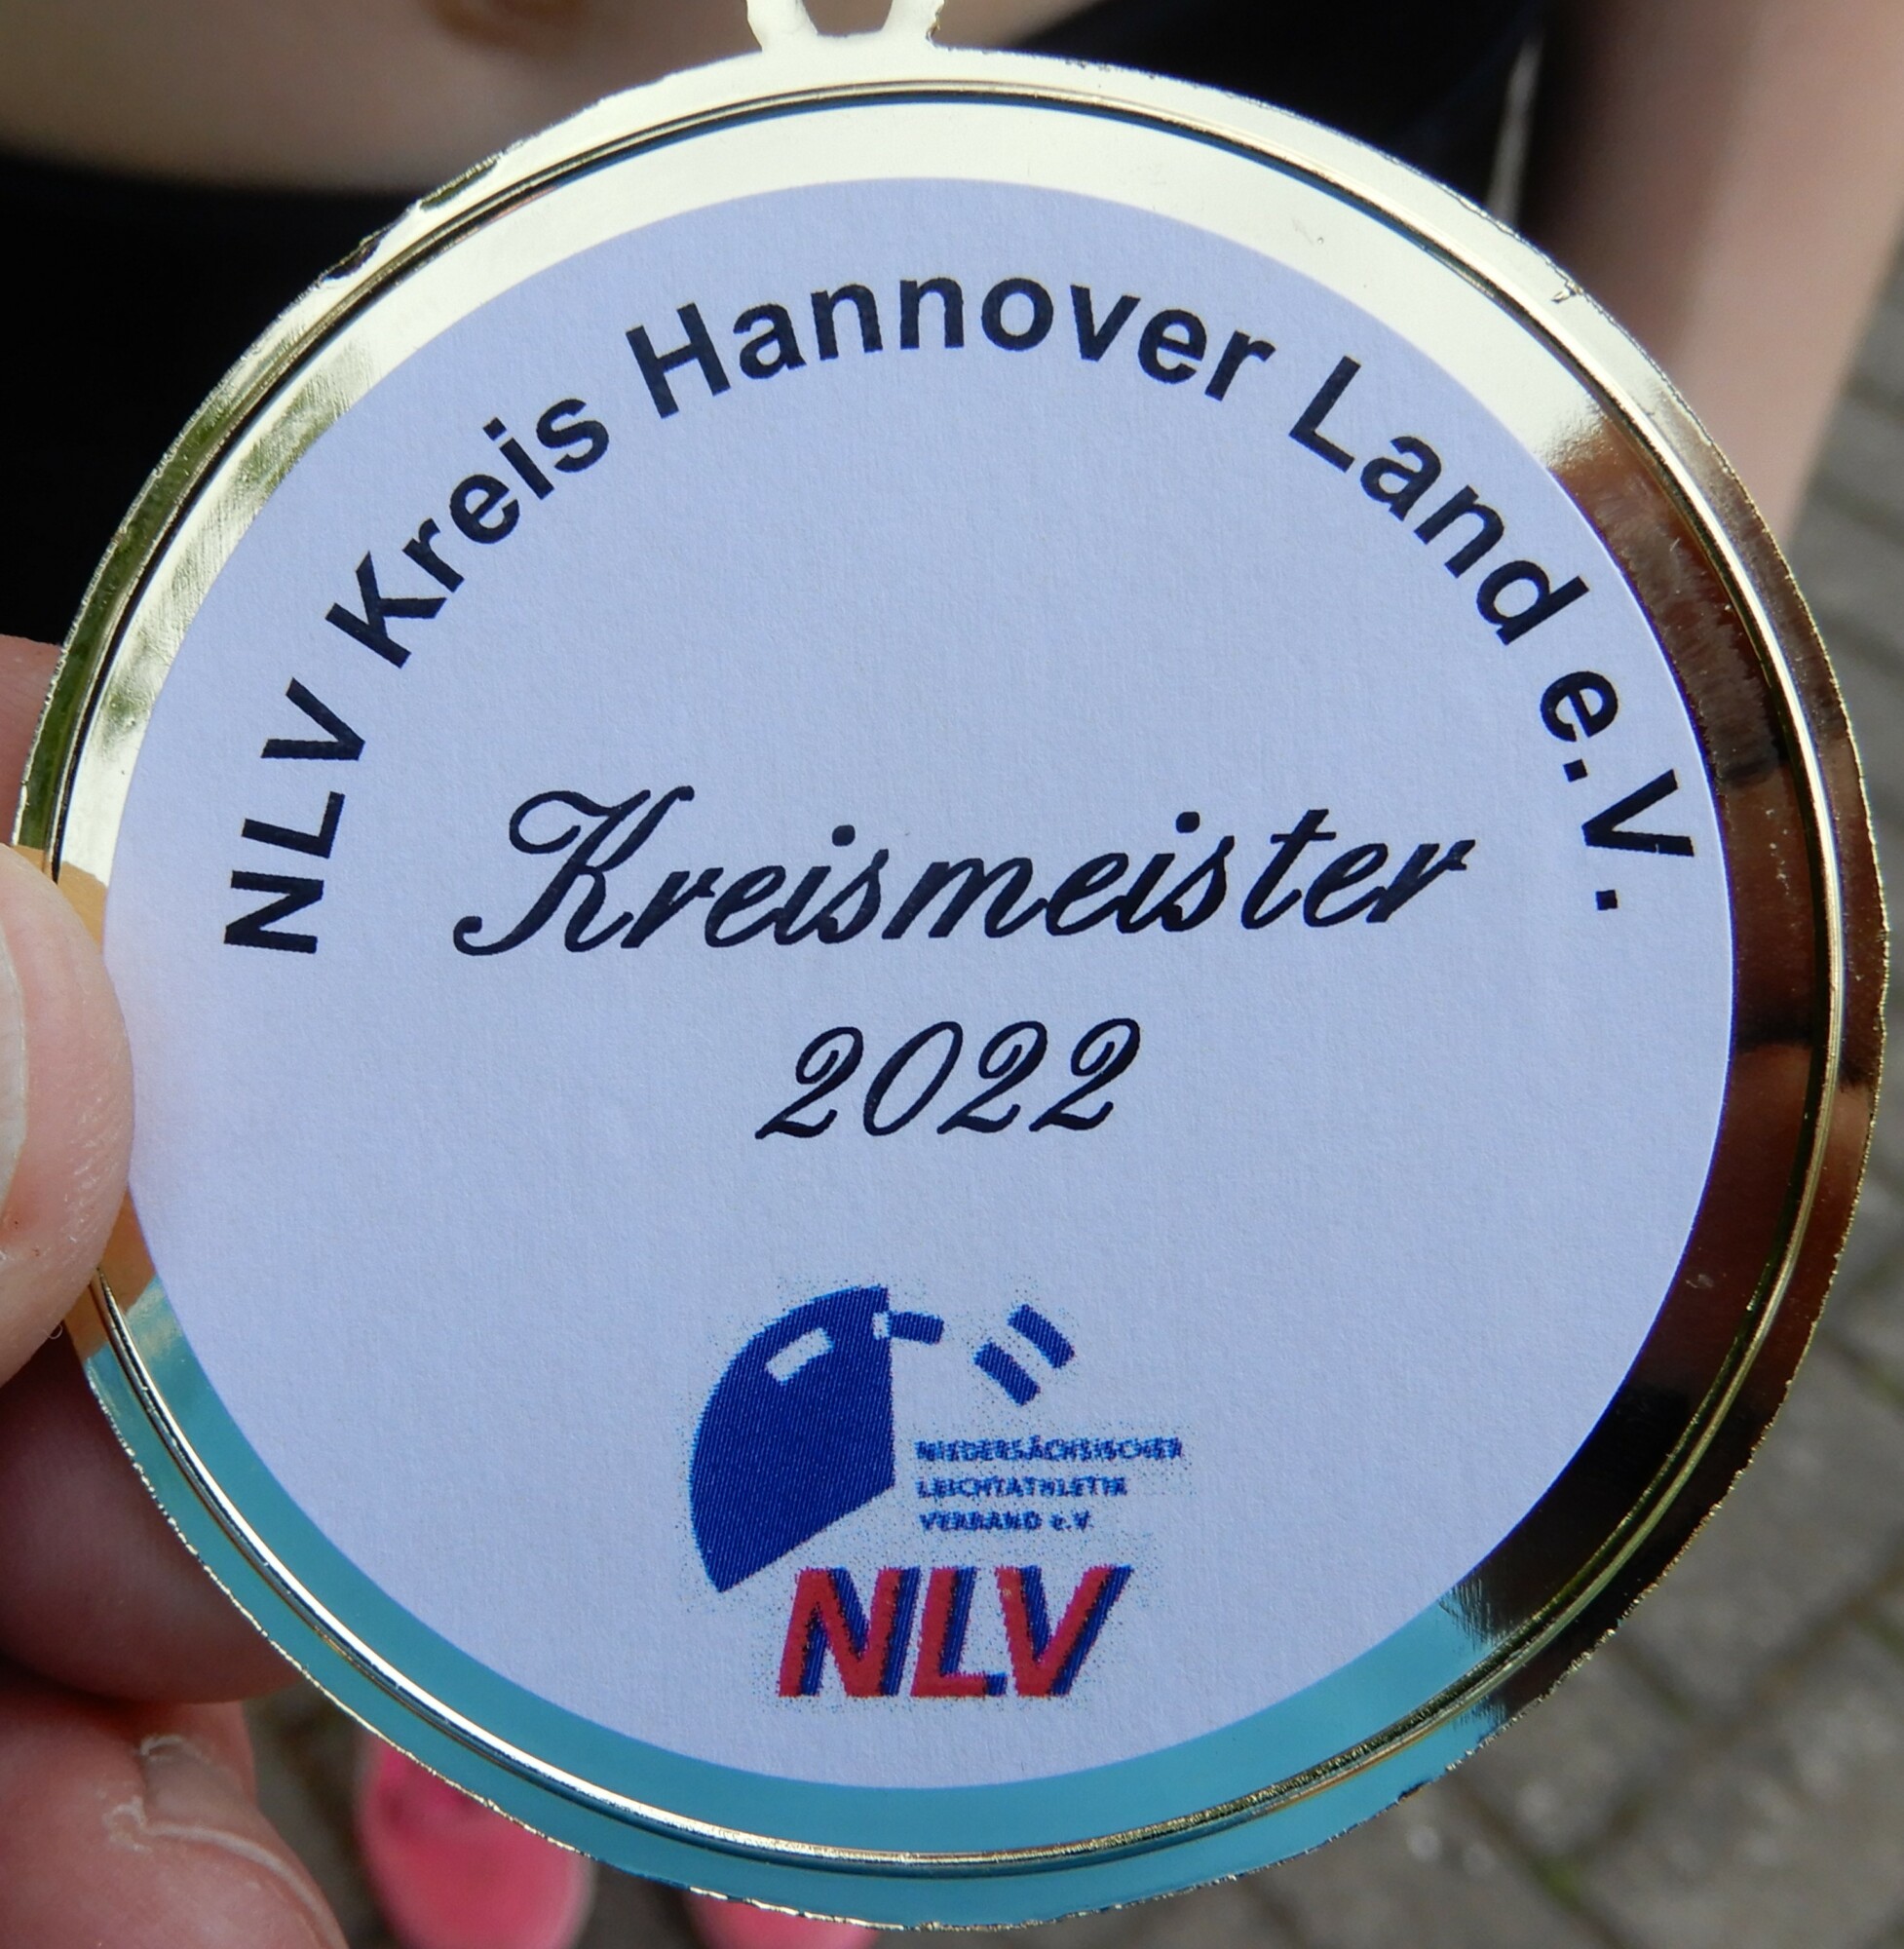 NLV Kreis Hannover Land e.V.
Kreismeister
2022
NIEDERSÄCHSISCHER
LEICHTATHLETIK
VERBAND e.V.
NLV